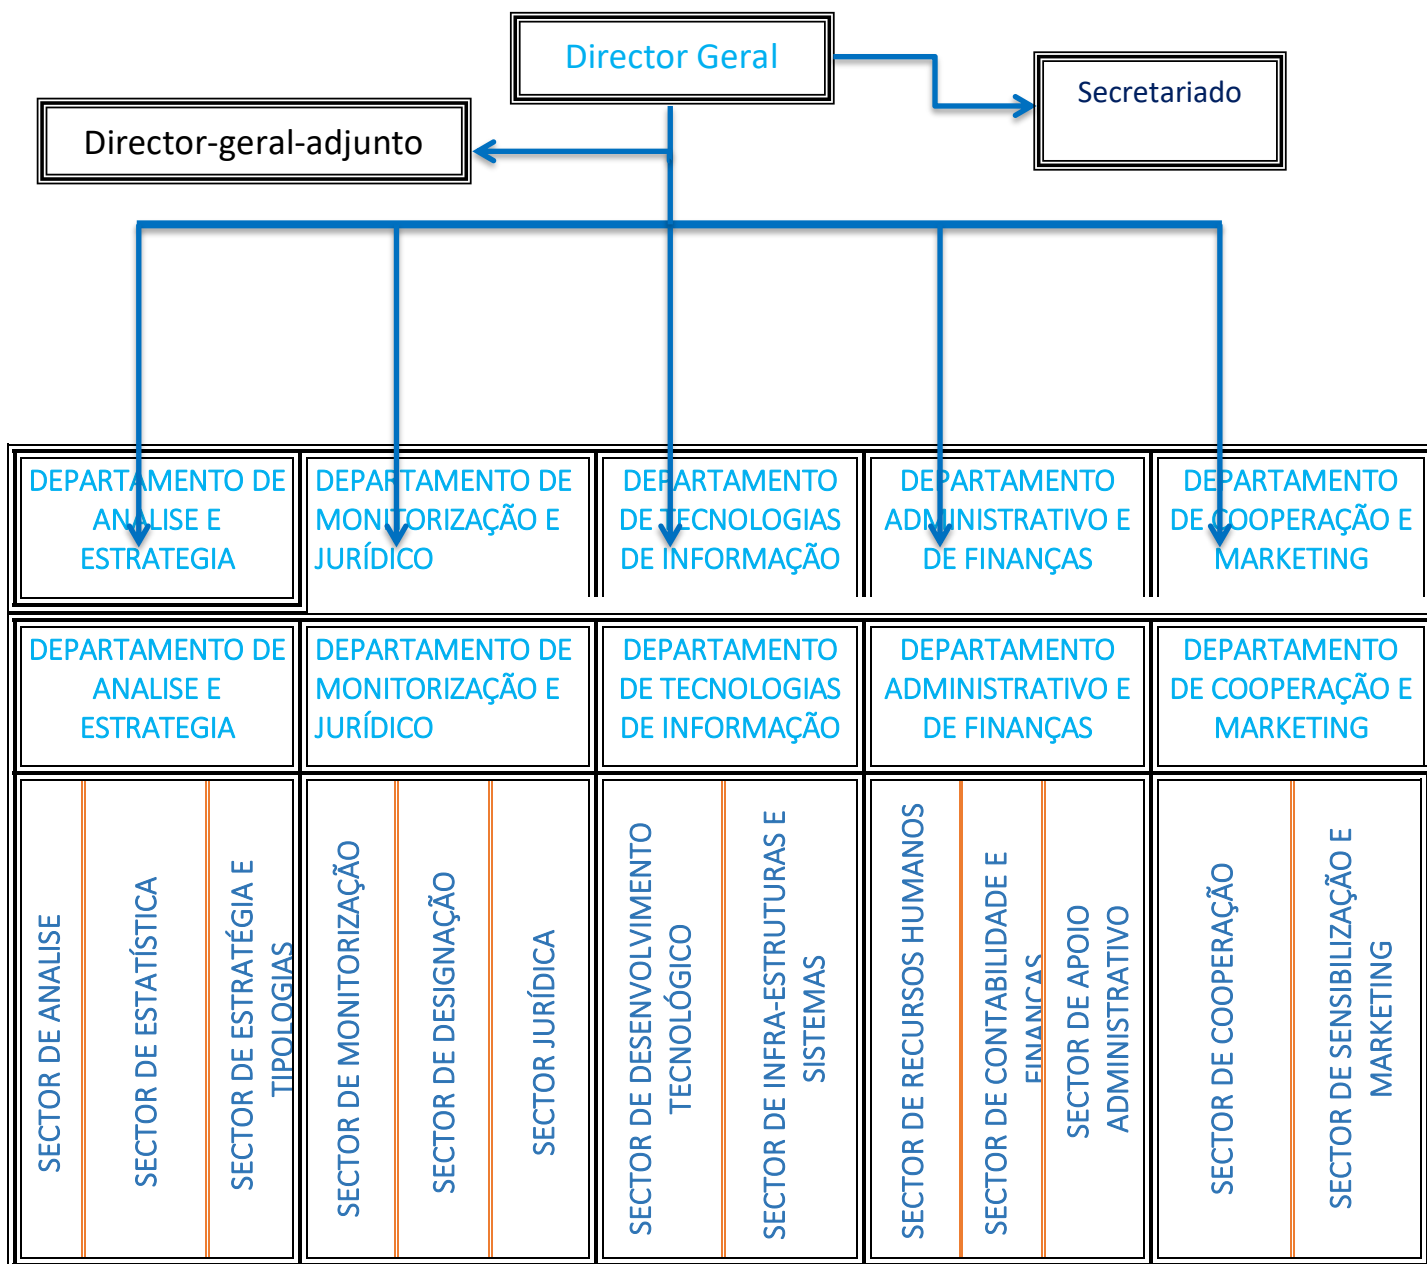 Director Geral
Secretariado
Director-geral-adjunto
DEPARTAMENTO DE
ANALISE E
ESTRATEGIA
DEPARTAMENTO DE
MONITORIZAÇÃO E
JURÍDICO
DEPARTAMENTO
DE TECNOLOGIAS
DE INFORMAÇÃO
DEPARTAMENTO
ADMINISTRATIVO E
DE FINANÇAS
DEPARTAMENTO
DE COOPERAÇÃO E
MARKETING
DEPARTAMENTO DE
ANALISE E
ESTRATEGIA
DEPARTAMENTO DE
MONITORIZAÇÃO E
JURÍDICO
DEPARTAMENTO
DE TECNOLOGIAS
DE INFORMAÇÃO
DEPARTAMENTO
ADMINISTRATIVO E
DE FINANÇAS
DEPARTAMENTO
DE COOPERAÇÃO E
MARKETING
SECTOR DE ANALISE
SECTOR DE ESTATÍSTICA
SECTOR DE ESTRATÉGIA E
TIPOLOGIAS
SECTOR DE MONITORIZAÇÃO
SECTOR DE DESIGNAÇÃO
SECTOR JURÍDICA
SECTOR DE DESENVOLVIMENTO
TECNOLÓGICO
SECTOR DE INFRA-ESTRUTURAS E
SISTEMAS
SECTOR DE RECURSOS HUMANOS
SECTOR DE CONTABILIDADE E
FINANÇAS
SECTOR DE APOIO
ADMINISTRATIVO
SECTOR DE COOPERAÇÃO
SECTOR DE SENSIBILIZAÇÃO E
MARKETING